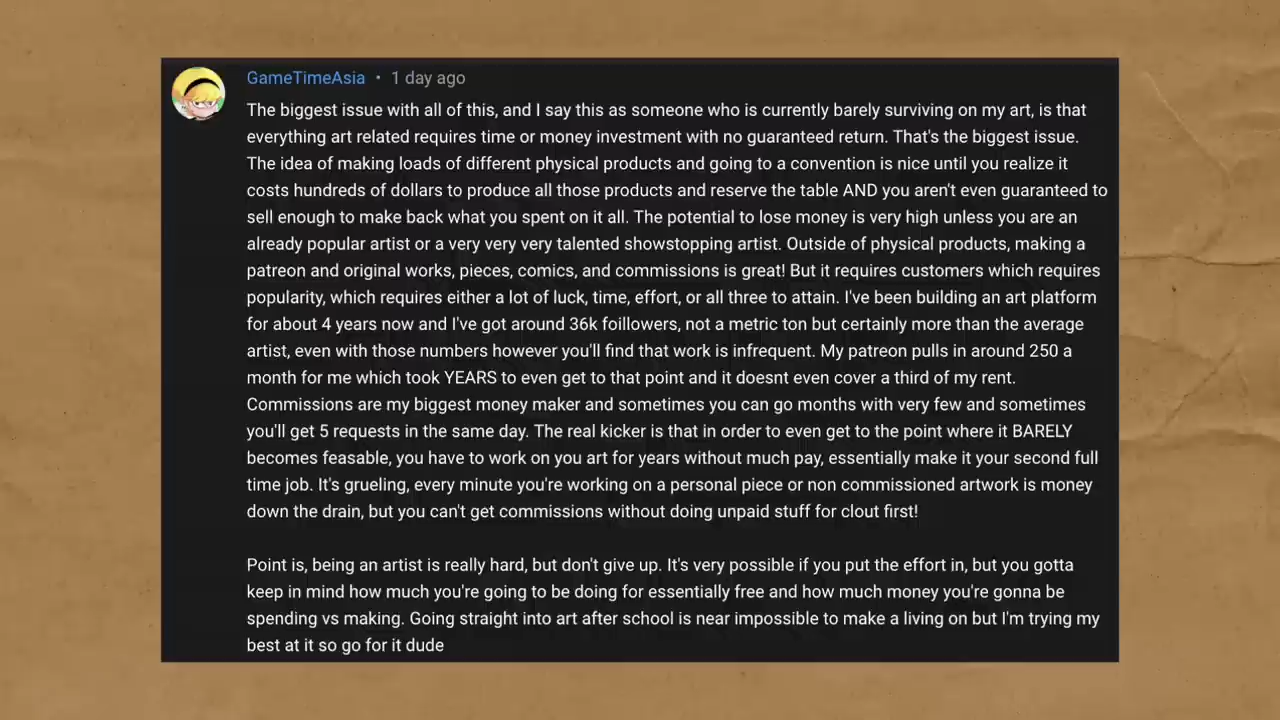 GameTimeAsia • 1 day ago
The biggest issue with all of this, and I say this as someone who is currently barely surviving on my art, is that
everything art related requires time or money investment with no guaranteed return. That's the biggest issue.
The idea of making loads of different physical products and going to a convention is nice until you realize it
costs hundreds of dollars to produce all those products and reserve the table AND you aren't even guaranteed to
sell enough to make back what you spent on it all. The potential to lose money is very high unless you are an
already popular artist or a very very very talented showstopping artist. Outside of physical products, making a
patreon and original works, pieces, comics, and commissions is great! But it requires customers which requires
popularity, which requires either a lot of luck, time, effort, or all three to attain. I've been building an art platform
for about 4 years now and I've got around 36k foillowers, not a metric ton but certainly more than the average
artist, even with those numbers however you'll find that work is infrequent. My patreon pulls in around 250 a
month for me which took YEARS to even get to that point and it doesnt even cover a third of my rent.
Commissions are my biggest money maker and sometimes you can go months with very few and sometimes
you'll get 5 requests in the same day. The real kicker is that in order to even get to the point where it BARELY
becomes feasable, you have to work on you art for years without much pay, essentially make it your second full
time job. It's grueling, every minute you're working on a personal piece or non commissioned artwork is money
down the drain, but you can't get commissions without doing unpaid stuff for clout first!
Point is, being an artist is really hard, but don't give up. It's very possible if you put the effort in, but you gotta
keep in mind how much you're going to be doing for essentially free and how much money you're gonna be
spending vs making. Going straight into art after school is near impossible to make a living on but I'm trying my
best at it so go for it dude